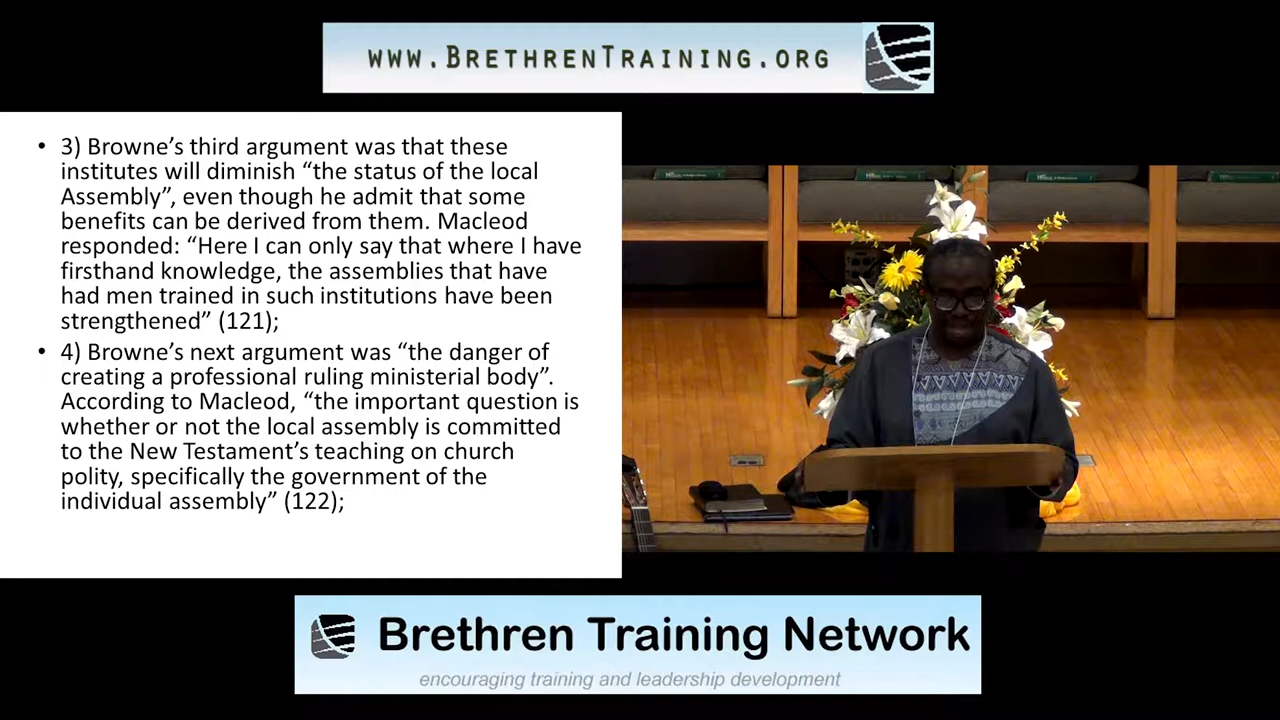 www.BrethrenTraining.org
• 3) Browne’s third argument was that these
institutes will diminish “the status of the local
Assembly”, even though he admit that some
benefits can be derived from them. Macleod
responded: “Here I can only say that where I have
firsthand knowledge, the assemblies that have
had men trained in such institutions have been
strengthened” (121);
• 4) Browne’s next argument was “the danger of
creating a professional ruling ministerial body”.
According to Macleod, “the important question is
whether or not the local assembly is committed
to the New Testament’s teaching on church
polity, specifically the government of the
individual assembly” (122);
Brethren Training Network
encouraging training and leadership development